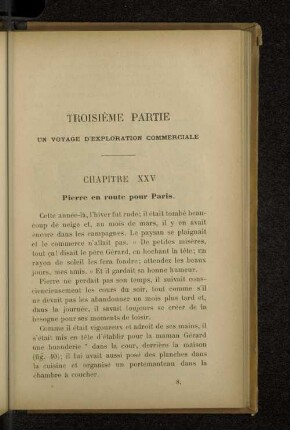 TROISIÈME PARTIE
UN VOYAGE D'EXPLORATION COMMERCIALE
CHAPITRE XXV
Pierre en route pour Paris.
Cette année-là, l'hiver fut rude; il était tombé beau-
coup de neige et, au mois de mars, il y en avait
encore dans les campagnes. Le paysan se plaignait
et le commerce n'allait pas. « De petites misères,
tout ça! disait le père Gérard, en hochant la tête; un
rayon de soleil les fera fondre; attendez les bons
jours, mes amis. » Et il gardait sa bonne humeur.
Pierre ne perdait pas son temps, il suivait cons-
ciencieusement les cours du soir, tout comme s'il
ne devait pas les abandonner un mois plus tard et,
dans la journée, il savait toujours se créer de la
besogne pour ses moments de loisir.
Comme il était vigoureux et adroit de ses mains, il
s'était mis en tête d'établir pour la maman Gérard
une buanderie * dans la cour, derrière la maison
(fig. 80); il lui avait aussi posé des planches dans
la cuisine et organisé un portemanteau dans la
chambre à coucher.
8.